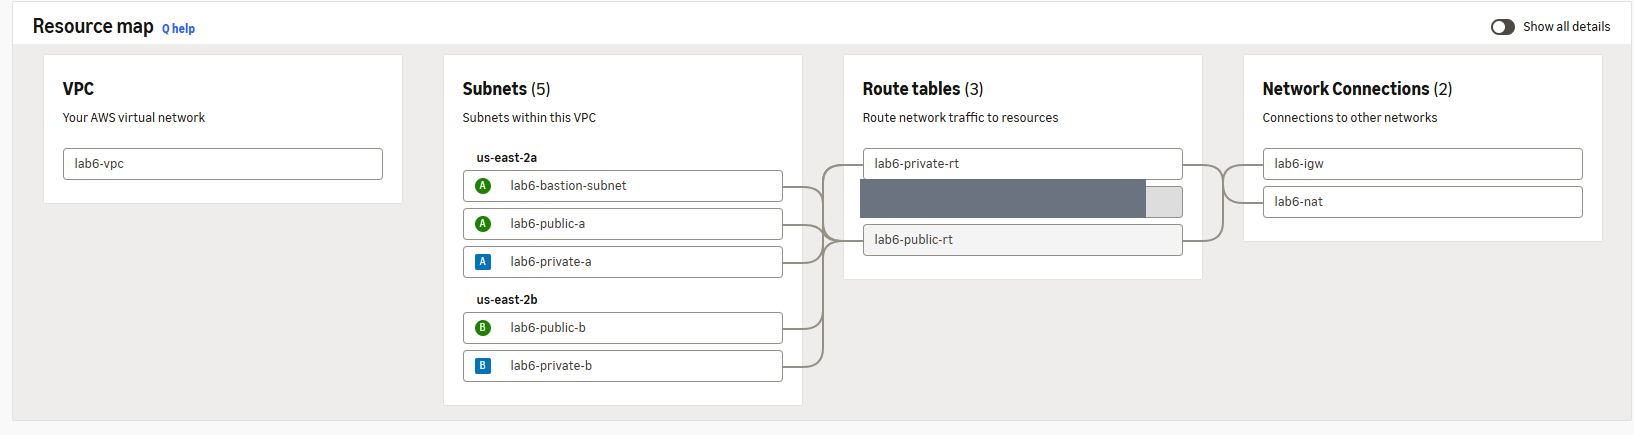 Resource map Q help
Show all details
VPC
Your AWS virtual network
lab6-vpc
Subnets (5)
Subnets within this VPC
us-east-2a
A lab6-bastion-subnet
A lab6-public-a
A lab6-private-a
us-east-2b
B lab6-public-b
B lab6-private-b
Route tables (3)
Route network traffic to resources
lab6-private-rt
lab6-public-rt
Network Connections (2)
Connections to other networks
lab6-igw
lab6-nat